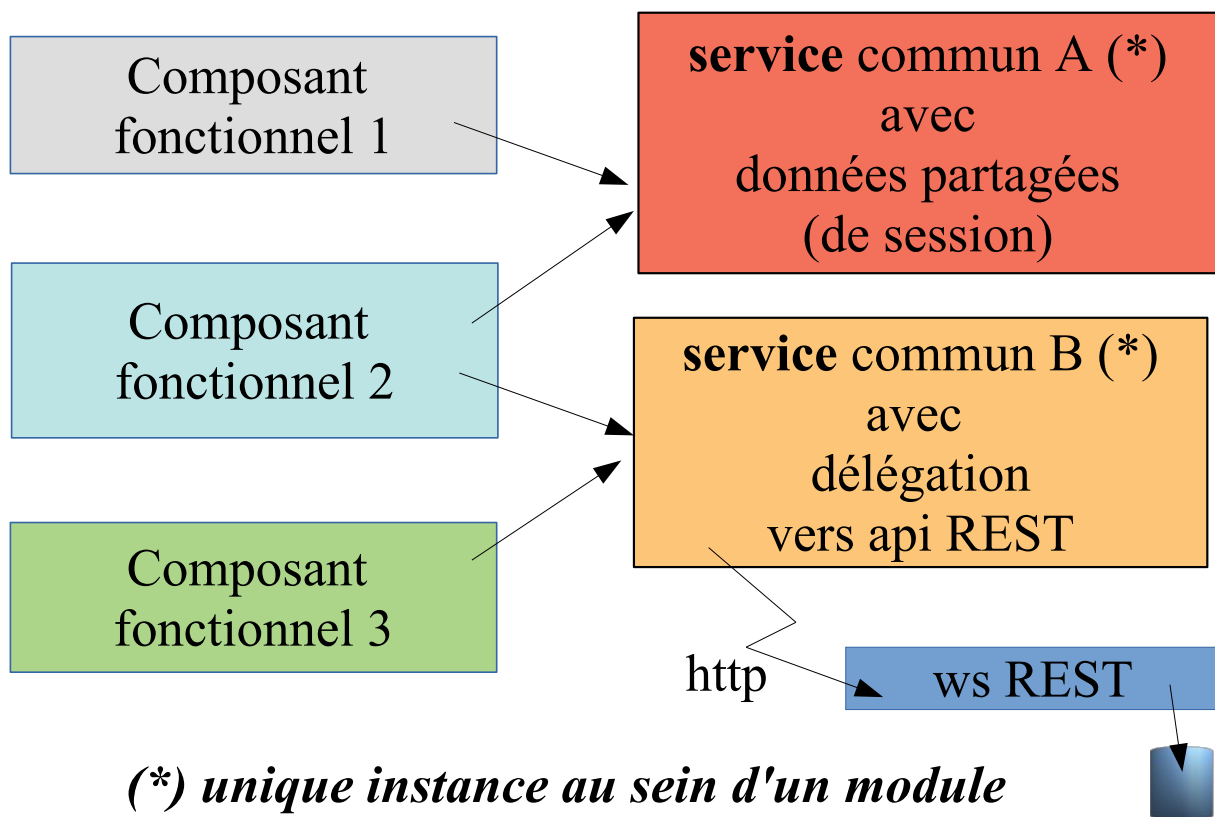 Composant
fonctionnel 1
service commun A (*)
avec
données partagées
(de session)
Composant
fonctionnel 2
service commun B (*)
avec
délégation
vers api REST
Composant
fonctionnel 3
http
ws REST
(*) unique instance au sein d'un module